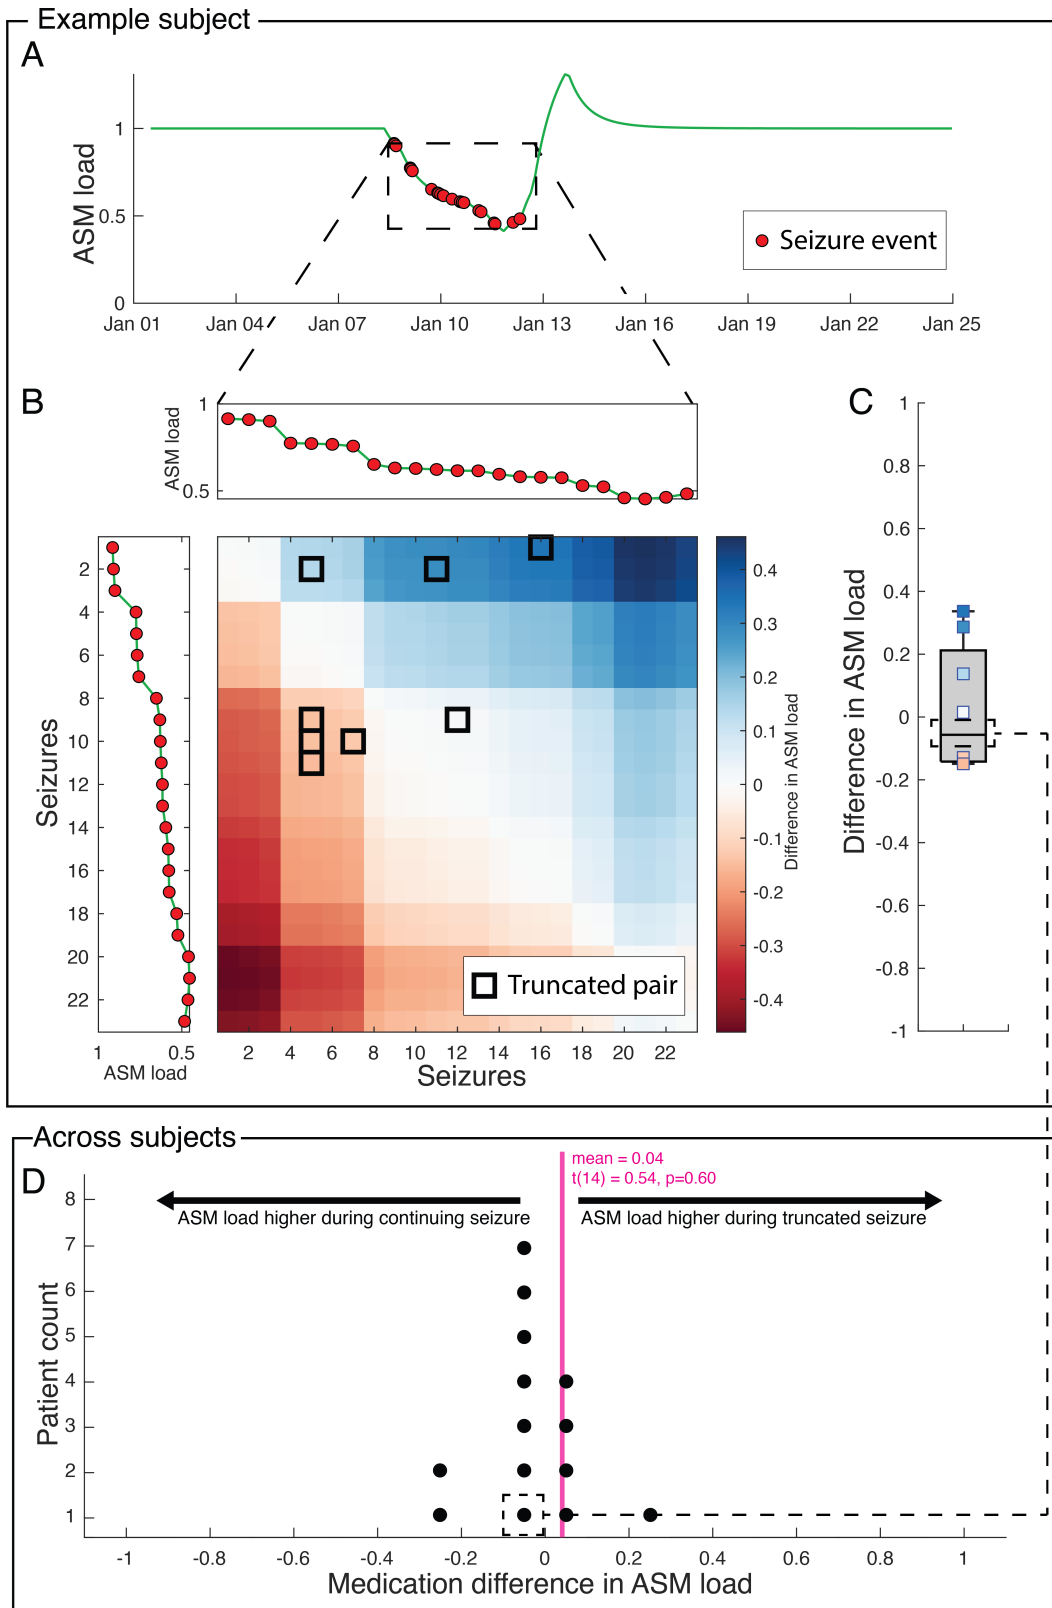 Example subject
A
1
0.5
0
ASM load
Seizure event
Jan 01 Jan 04 Jan 07 Jan 10 Jan 13 Jan 16 Jan 19 Jan 22 Jan 25
B
1
0.5
ASM load
2
4
6
8
10
12
14
16
18
20
22
Seizures
1 0.5
ASM load
Truncated pair
2 4 6 8 10 12 14 16 18 20 22
Seizures
0.4
0.3
0.2
0.1
0
-0.1
-0.2
-0.3
-0.4
Difference in ASM load
C
1
0.8
0.6
0.4
0.2
0
-0.2
-0.4
-0.6
-0.8
-1
Difference in ASM load
Across subjects
D
mean = 0.04
t(14) = 0.54, p=0.60
ASM load higher during continuing seizure
ASM load higher during truncated seizure
8
7
6
5
4
3
2
1
Patient count
-1 -0.8 -0.6 -0.4 -0.2 0 0.2 0.4 0.6 0.8 1
Medication difference in ASM load